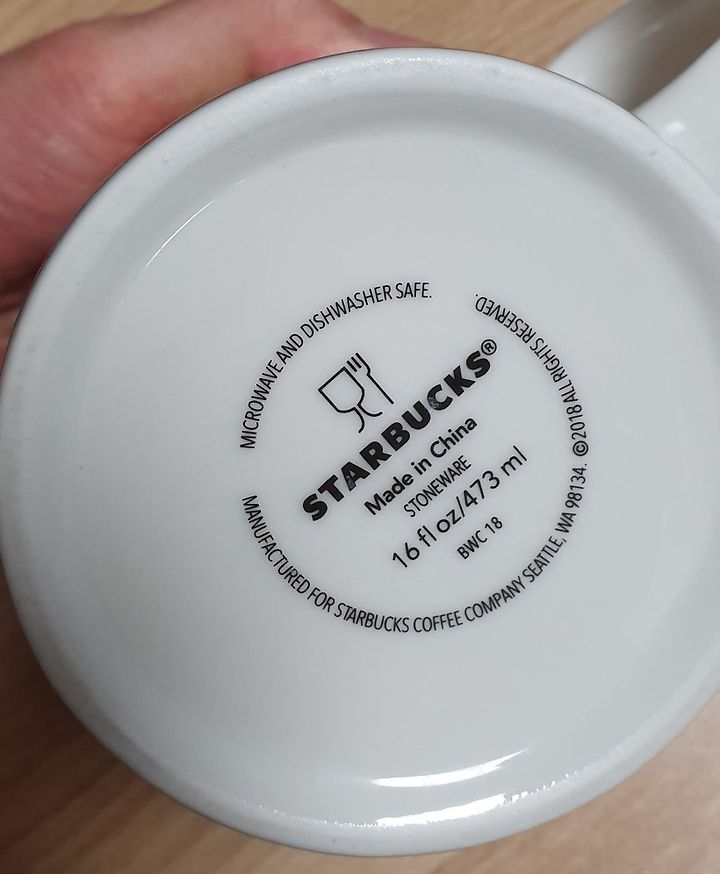 MICROWAVE AND DISHWASHER SAFE.
STARBUCKS®
Made in China
STONEWARE
16 fl oz/473 ml
BWC 18
MANUFACTURED FOR STARBUCKS COFFEE COMPANY SEATTLE, WA 98134. ©2018 ALL RIGHTS RESERVED.